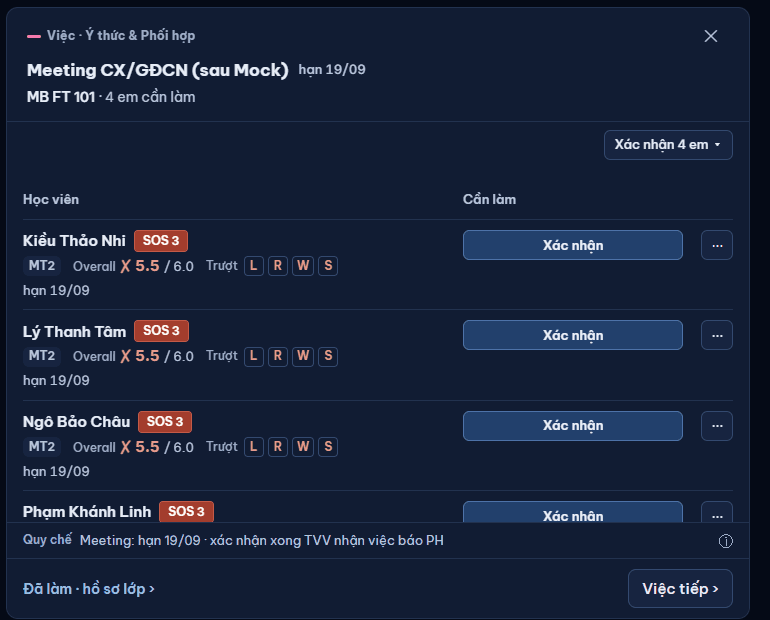 Việc · Ý thức & Phối hợp
Meeting CX/GĐCN (sau Mock) hạn 19/09
MB FT 101 · 4 em cần làm
Xác nhận 4 em
Học viên Cần làm
Kiều Thảo Nhi SOS 3 Xác nhận ...
MT2 Overall ✗ 5.5 / 6.0 Trượt L R W S
hạn 19/09
Lý Thanh Tâm SOS 3 Xác nhận ...
MT2 Overall ✗ 5.5 / 6.0 Trượt L R W S
hạn 19/09
Ngô Bảo Châu SOS 3 Xác nhận ...
MT2 Overall ✗ 5.5 / 6.0 Trượt L R W S
hạn 19/09
Phạm Khánh Linh SOS 3 Xác nhận ...
Quy chế Meeting: hạn 19/09 · xác nhận xong TVV nhận việc báo PH
Đã làm · hồ sơ lớp › Việc tiếp ›